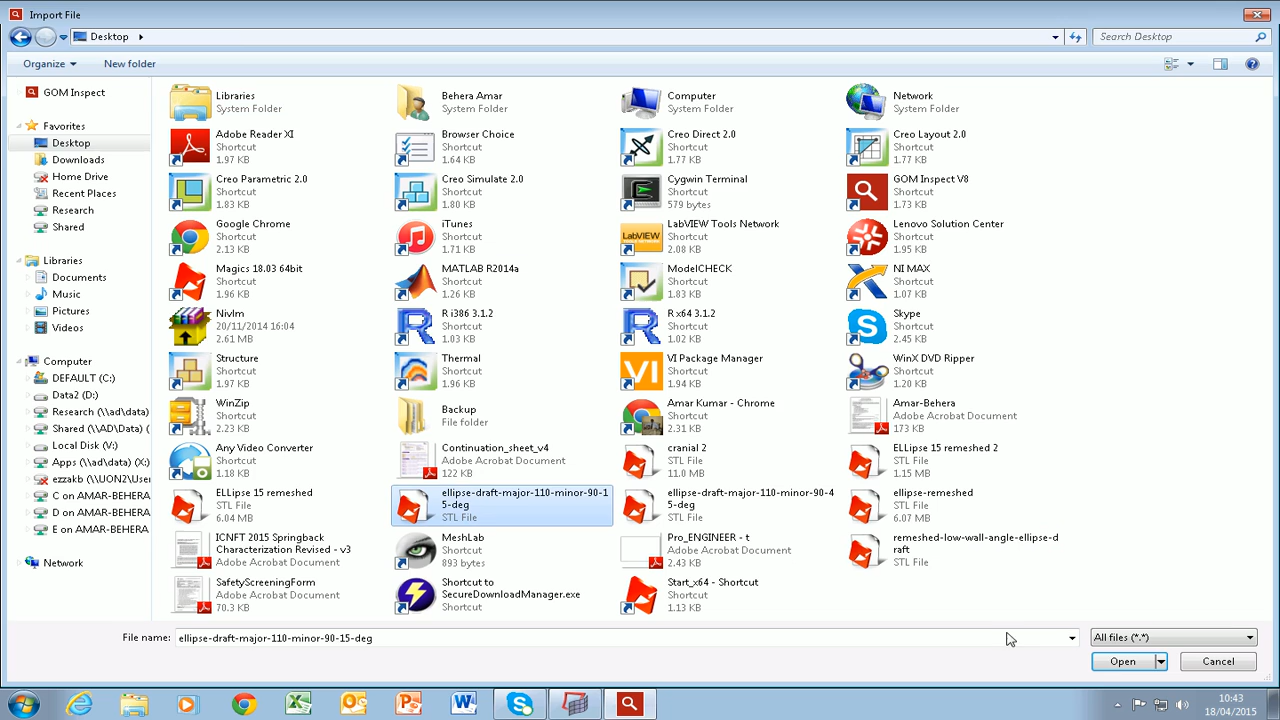 Import File
Desktop
Search Desktop
Organize
New folder
GOM Inspect
Favorites
Desktop
Downloads
Home Drive
Recent Places
Research
Shared
Libraries
Documents
Music
Pictures
Videos
Computer
DEFAULT (C:)
Data2 (D:)
Research (\\ad\data)
Shared (\\ad\data) (
Local Disk (V:)
Apps (\\ad\data) (X:)
ezzakb (\\UON2\UON2
C on AMAR-BEHERA
D on AMAR-BEHERA
E on AMAR-BEHERA
Network
Libraries
System Folder
Behera Amar
System Folder
Computer
System Folder
Network
System Folder
Adobe Reader XI
Shortcut
1.97 KB
Browser Choice
Shortcut
1.64 KB
Creo Direct 2.0
Shortcut
1.77 KB
Creo Layout 2.0
Shortcut
1.77 KB
Creo Parametric 2.0
Shortcut
1.83 KB
Creo Simulate 2.0
Shortcut
1.80 KB
Cygwin Terminal
Shortcut
579 bytes
GOM Inspect V8
Shortcut
1.73 KB
Google Chrome
Shortcut
2.13 KB
iTunes
Shortcut
1.71 KB
LabVIEW
LabVIEW Tools Network
Shortcut
2.08 KB
Lenovo Solution Center
Shortcut
1.95 KB
Magics 18.03 64bit
Shortcut
1.96 KB
MATLAB R2014a
Shortcut
1.26 KB
ModelCHECK
Shortcut
1.83 KB
NI MAX
Shortcut
1.07 KB
Nivlm
20/11/2014 16:04
2.61 MB
R i386 3.1.2
Shortcut
1.03 KB
R x64 3.1.2
Shortcut
1.02 KB
Skype
Shortcut
2.45 KB
Structure
Shortcut
1.97 KB
Thermal
Shortcut
1.96 KB
VI
VI Package Manager
Shortcut
1.94 KB
WinX DVD Ripper
Shortcut
1.20 KB
WinZip
Shortcut
2.23 KB
Backup
File folder
Amar Kumar - Chrome
Shortcut
2.31 KB
Amar-Behera
Adobe Acrobat Document
173 KB
Any Video Converter
Shortcut
1.18 KB
Continuation_sheet_v4
Adobe Acrobat Document
122 KB
cranial 2
STL File
11.0 MB
ELLipse 15 remeshed 2
STL File
1.15 MB
ELLipse 15 remeshed
STL File
6.04 MB
ellipse-draft-major-110-minor-90-1
5-deg
STL File
ellipse-draft-major-110-minor-90-4
5-deg
STL File
ellipse-remeshed
STL File
6.07 MB
ICNFT 2015 Springback
Characterization Revised - v3
Adobe Acrobat Document
MeshLab
Shortcut
893 bytes
Pro_ENGINEER - t
Adobe Acrobat Document
2.43 KB
remeshed-low-wall-angle-ellipse-d
raft
STL File
SafetyScreeningForm
Adobe Acrobat Document
70.3 KB
Shortcut to
SecureDownloadManager.exe
Shortcut
Start_x64 - Shortcut
Shortcut
1.13 KB
File name:
ellipse-draft-major-110-minor-90-15-deg
All files (*.*)
Open
Cancel
10:43
18/04/2015